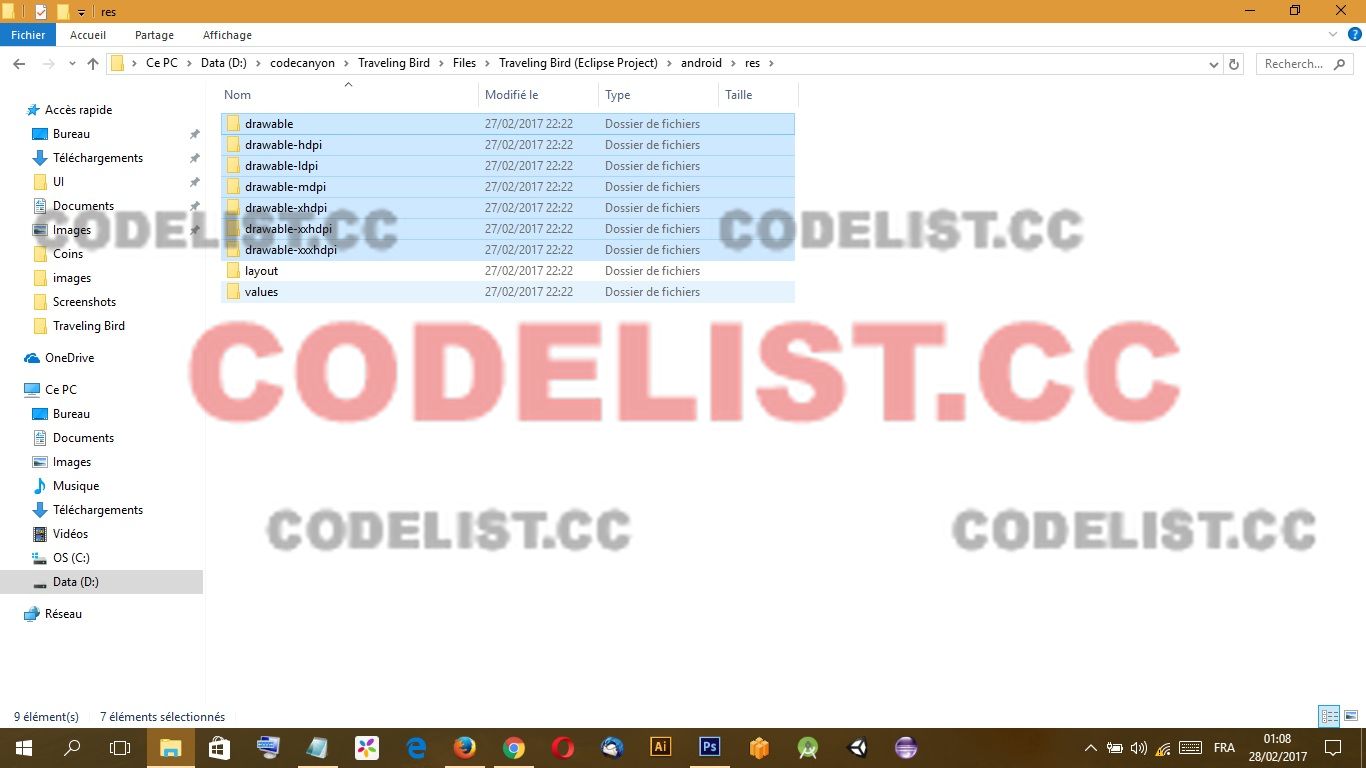 res
Fichier Accueil Partage Affichage
Ce PC Data (D:) codecanyon Traveling Bird Files Traveling Bird (Eclipse Project) android res Recherch...
Nom Modifié le Type Taille
Accès rapide
Bureau
Téléchargements
UI
Documents
Images
Coins
images
Screenshots
Traveling Bird
OneDrive
Ce PC
Bureau
Documents
Images
Musique
Téléchargements
Vidéos
OS (C:)
Data (D:)
Réseau
drawable 27/02/2017 22:22 Dossier de fichiers
drawable-hdpi 27/02/2017 22:22 Dossier de fichiers
drawable-ldpi 27/02/2017 22:22 Dossier de fichiers
drawable-mdpi 27/02/2017 22:22 Dossier de fichiers
drawable-xhdpi 27/02/2017 22:22 Dossier de fichiers
drawable-xxhdpi 27/02/2017 22:22 Dossier de fichiers
drawable-xxxhdpi 27/02/2017 22:22 Dossier de fichiers
layout 27/02/2017 22:22 Dossier de fichiers
values 27/02/2017 22:22 Dossier de fichiers
CODELIST.CC CODELIST.CC
CODELIST.CC
CODELIST.CC CODELIST.CC
9 élément(s) 7 éléments sélectionnés
Ai Ps FRA 01:08
28/02/2017